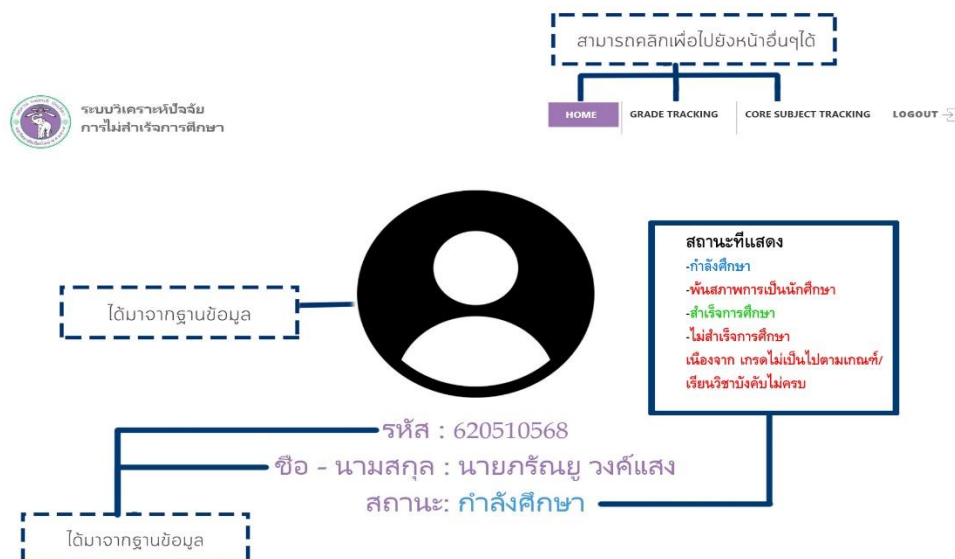 สามารถคลิกเพื่อไปยังหน้าอื่นๆได้
ระบบวิเคราะห์ปัจจัย
การไม่สำเร็จการศึกษา
HOME GRADE TRACKING CORE SUBJECT TRACKING LOGOUT
สถานะที่แสดง
-กำลังศึกษา
-พ้นสภาพการเป็นนักศึกษา
-สำเร็จการศึกษา
-ไม่สำเร็จการศึกษา
เนื่องจาก เกรดไม่เป็นไปตามเกณฑ์/
เรียนวิชาบังคับไม่ครบ
ได้มาจากฐานข้อมูล
รหัส : 620510568
ชื่อ - นามสกุล : นายภรัณยู วงค์แสง
สถานะ: กำลังศึกษา
ได้มาจากฐานข้อมูล